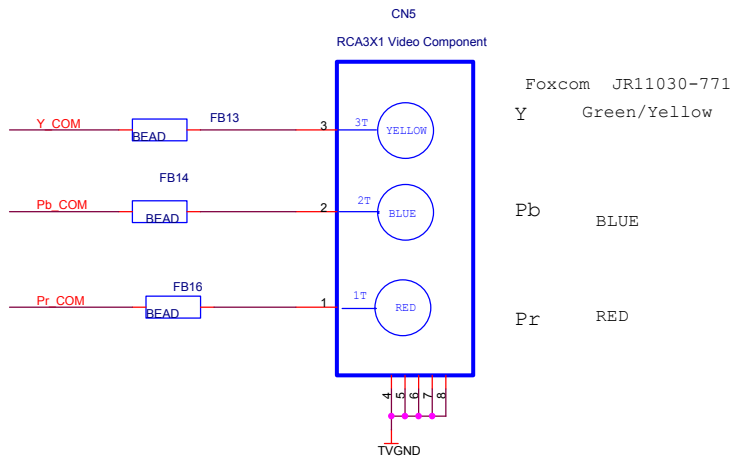 CN5
RCA3X1 Video Component
Foxcom JR11030-771
Y Green/Yellow
Y_COM
FB13
BEAD
3
3T
YELLOW
FB14
Pb_COM
BEAD
2
2T
BLUE
Pb
BLUE
FB16
Pr_COM
BEAD
1
1T
RED
Pr
RED
4
5
6
7
8
TVGND